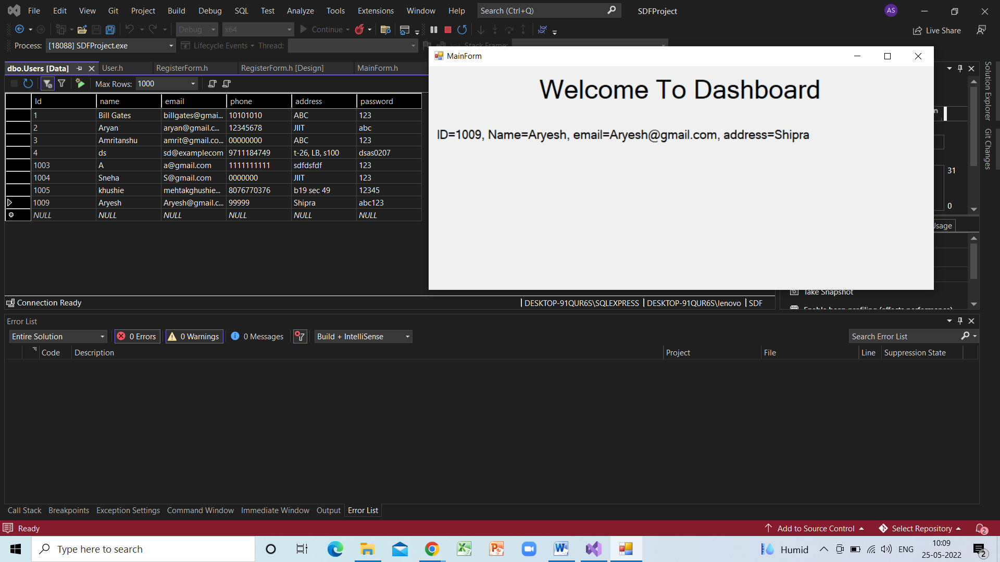 File Edit View Git Project Build Debug SQL Test Analyze Tools Extensions Window Help Search (Ctrl+Q) SDFProject AS
Debug x64 Continue Live Share
Process: [18088] SDFProject.exe Lifecycle Events Thread: Stack Frame:
MainForm
dbo.Users [Data] User.h RegisterForm.h RegisterForm.h [Design] MainForm.h
Max Rows: 1000
Welcome To Dashboard
ID=1009, Name=Aryesh, email=Aryesh@gmail.com, address=Shipra
Id name email phone address password
1 Bill Gates billgates@gmai... 10101010 ABC 123
2 Aryan aryan@gmail.c... 12345678 JIIT abc
3 Amritanshu amrit@gmail.co... 00000000 ABC 123
4 ds sd@examplecom 9711184749 t-26, LB, s100 dsas0207
1003 A a@gmail.com 1111111111 sdfdsfdf 123
1004 Sneha S@gmail.com 0000000 JIIT 123
1005 khushie mehtakghushie... 8076770376 b19 sec 49 12345
1009 Aryesh Aryesh@gmail.c... 99999 Shipra abc123
NULL NULL NULL NULL NULL NULL
Solution Explorer
Git Changes
31
0
Usage
Take Snapshot
Enable heap profiling (affects performance)
Connection Ready DESKTOP-91QUR6S\SQLEXPRESS DESKTOP-91QUR6S\lenovo SDF
Error List
Entire Solution 0 Errors 0 Warnings 0 Messages Build + IntelliSense Search Error List
Code Description Project File Line Suppression State
Call Stack Breakpoints Exception Settings Command Window Immediate Window Output Error List
Ready Add to Source Control Select Repository 2
Type here to search Humid ENG 10:09
25-05-2022 2